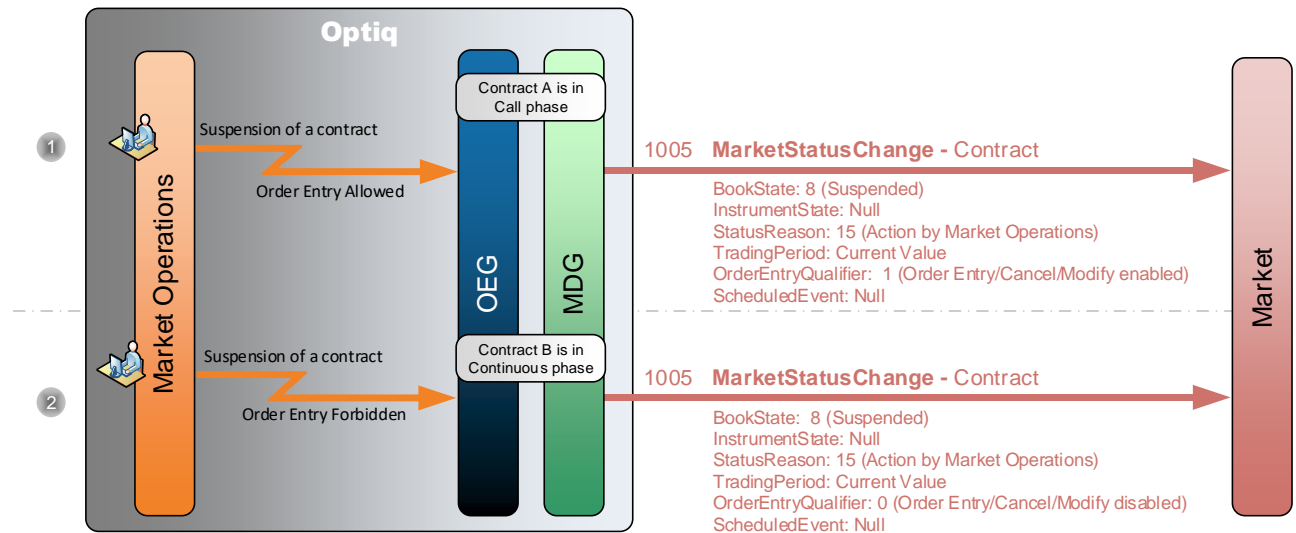 Optiq
Market Operations
OEG
MDG
Market
Contract A is in
Call phase
1
Suspension of a contract
Order Entry Allowed
1005 MarketStatusChange - Contract
BookState: 8 (Suspended)
InstrumentState: Null
StatusReason: 15 (Action by Market Operations)
TradingPeriod: Current Value
OrderEntryQualifier: 1 (Order Entry/Cancel/Modify enabled)
ScheduledEvent: Null
Contract B is in
Continuous phase
2
Suspension of a contract
Order Entry Forbidden
1005 MarketStatusChange - Contract
BookState: 8 (Suspended)
InstrumentState: Null
StatusReason: 15 (Action by Market Operations)
TradingPeriod: Current Value
OrderEntryQualifier: 0 (Order Entry/Cancel/Modify disabled)
ScheduledEvent: Null